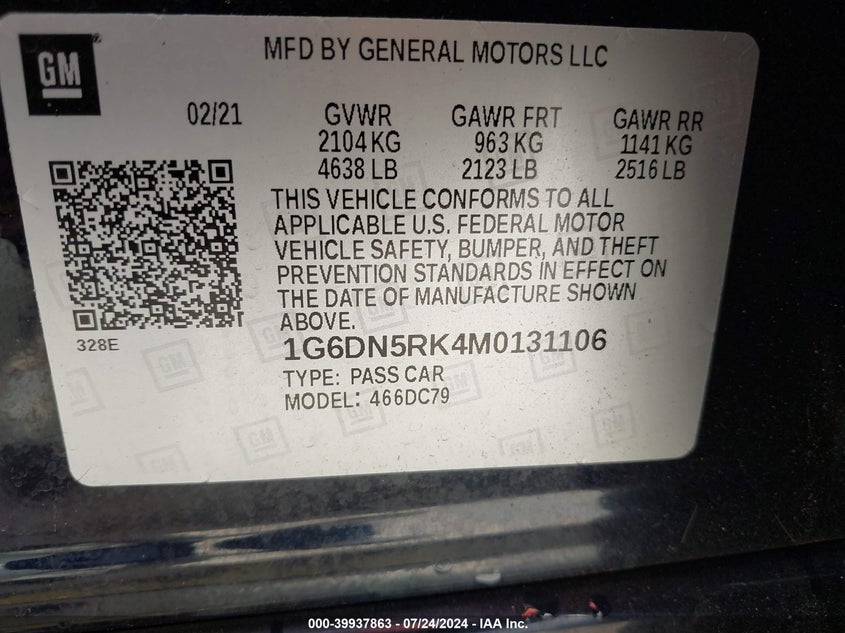 GM
MFD BY GENERAL MOTORS LLC
02/21
GVWR GAWR FRT GAWR RR
2104 KG 963 KG 1141 KG
4638 LB 2123 LB 2516 LB
THIS VEHICLE CONFORMS TO ALL
APPLICABLE U.S. FEDERAL MOTOR
VEHICLE SAFETY, BUMPER, AND THEFT
PREVENTION STANDARDS IN EFFECT ON
THE DATE OF MANUFACTURE SHOWN
ABOVE.
328E
1G6DN5RK4M0131106
TYPE: PASS CAR
MODEL: 466DC79
000-39937863 - 07/24/2024 - IAA Inc.